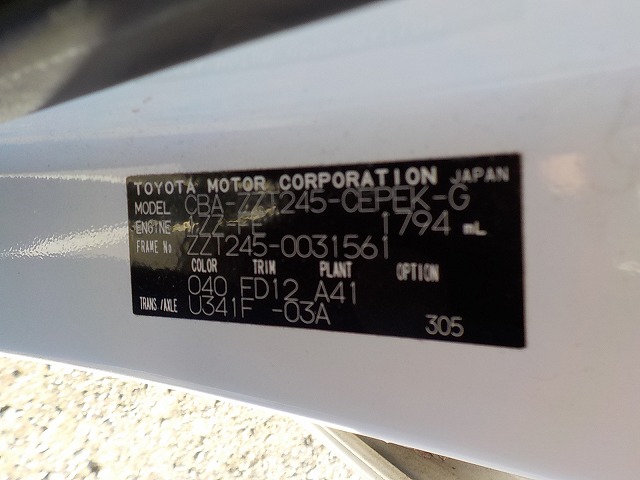 TOYOTA MOTOR CORPORATION JAPAN
MODEL CBA-ZZT245-CEPEK-G
ENGINE 1ZZ-FE 1794 mL
FRAME No ZZT245-0031561
COLOR TRIM PLANT OPTION
040 FD12 A41
TRANS/AXLE U341F -03A
305